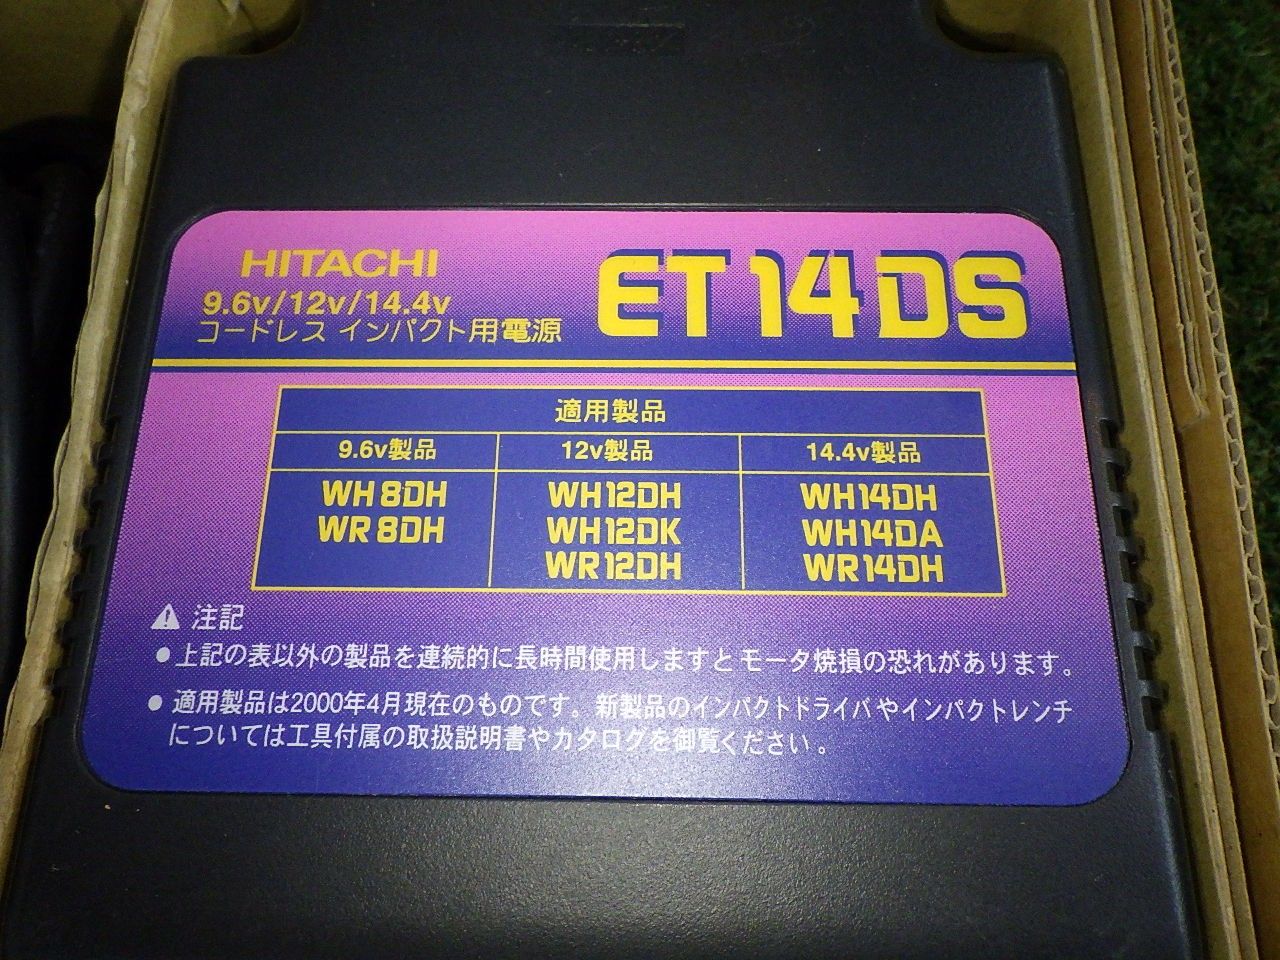 HITACHI
ET14DS
9.6v/12v/14.4v
コードレス インパクト用電源
適用製品
9.6v製品 12v製品 14.4v製品
WH8DH WH12DH WH14DH
WR8DH WH12DK WH14DA
WR12DH WR14DH
注記
●上記の表以外の製品を連続的に長時間使用しますとモータ焼損の恐れがあります。
●適用製品は2000年4月現在のものです。新製品のインパクトドライバやインパクトレンチ
については工具付属の取扱説明書やカタログを御覧ください。